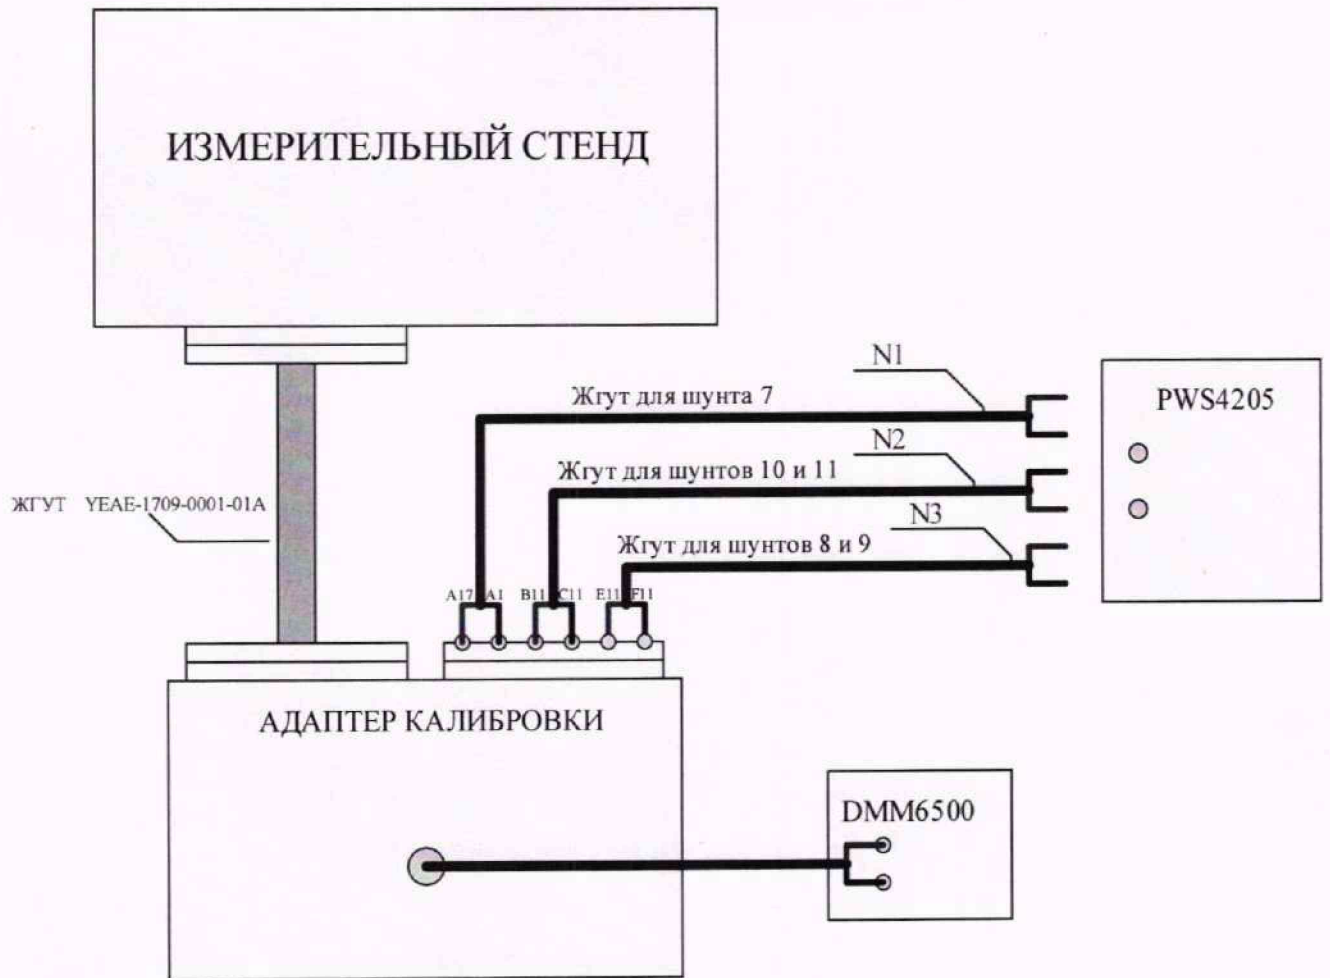 ИЗМЕРИТЕЛЬНЫЙ СТЕНД
N1
Жгут для шунта 7
PWS4205
N2
Жгут для шунтов 10 и 11
ЖГУТ YEAE-1709-0001-01A
N3
Жгут для шунтов 8 и 9
A17 A1 B11 C11 E11 F11
АДАПТЕР КАЛИБРОВКИ
DMM6500